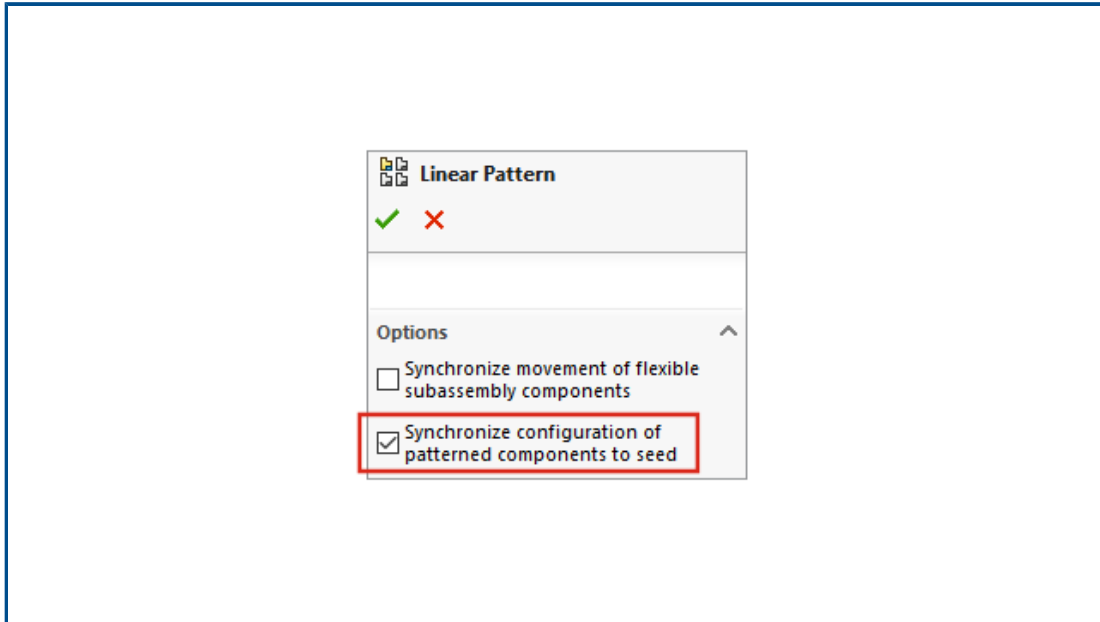 Linear Pattern
Options
Synchronize movement of flexible
subassembly components
Synchronize configuration of
patterned components to seed